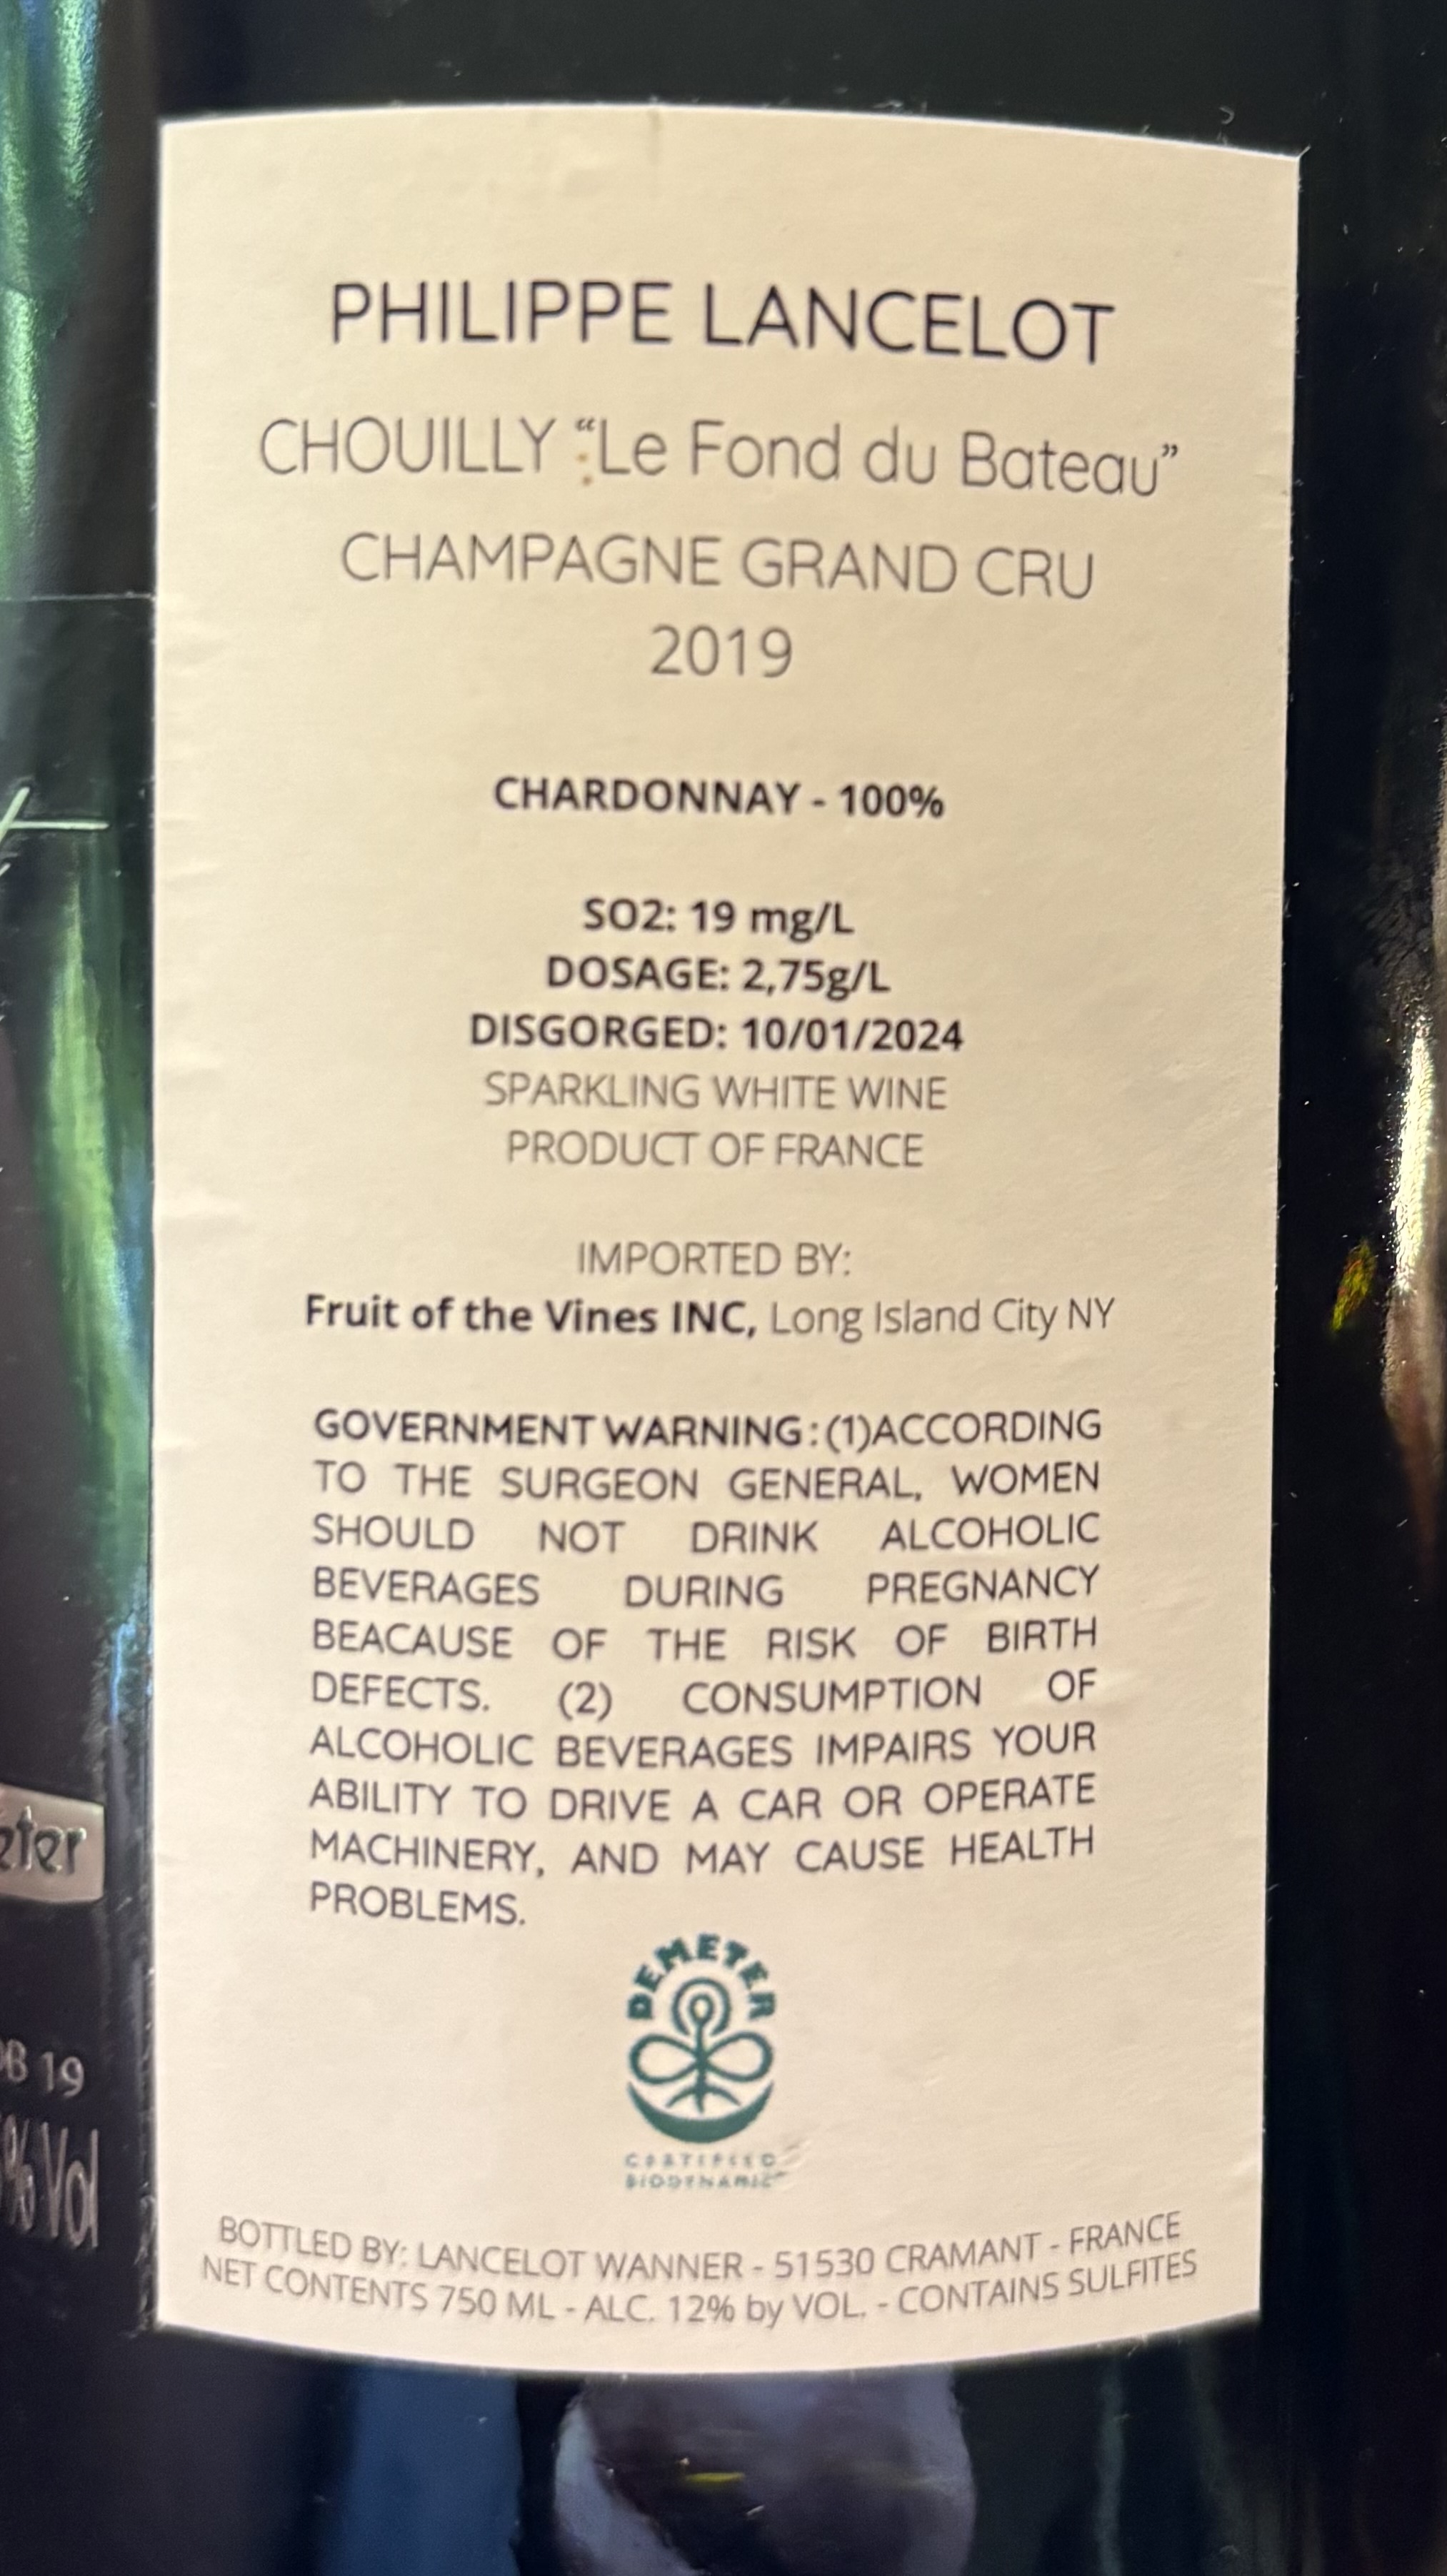 PHILIPPE LANCELOT
CHOUILLY “Le Fond du Bateau”
CHAMPAGNE GRAND CRU
2019
CHARDONNAY - 100%
SO2: 19 mg/L
DOSAGE: 2,75g/L
DISGORGED: 10/01/2024
SPARKLING WHITE WINE
PRODUCT OF FRANCE
IMPORTED BY:
Fruit of the Vines INC, Long Island City NY
GOVERNMENT WARNING: (1)ACCORDING
TO THE SURGEON GENERAL, WOMEN
SHOULD NOT DRINK ALCOHOLIC
BEVERAGES DURING PREGNANCY
BEACAUSE OF THE RISK OF BIRTH
DEFECTS. (2) CONSUMPTION OF
ALCOHOLIC BEVERAGES IMPAIRS YOUR
ABILITY TO DRIVE A CAR OR OPERATE
MACHINERY, AND MAY CAUSE HEALTH
PROBLEMS.
DEMETER
CERTIFIED
BIODYNAMIC
BOTTLED BY: LANCELOT WANNER - 51530 CRAMANT - FRANCE
NET CONTENTS 750 ML - ALC. 12% by VOL. - CONTAINS SULFITES
eter
19
% Vol